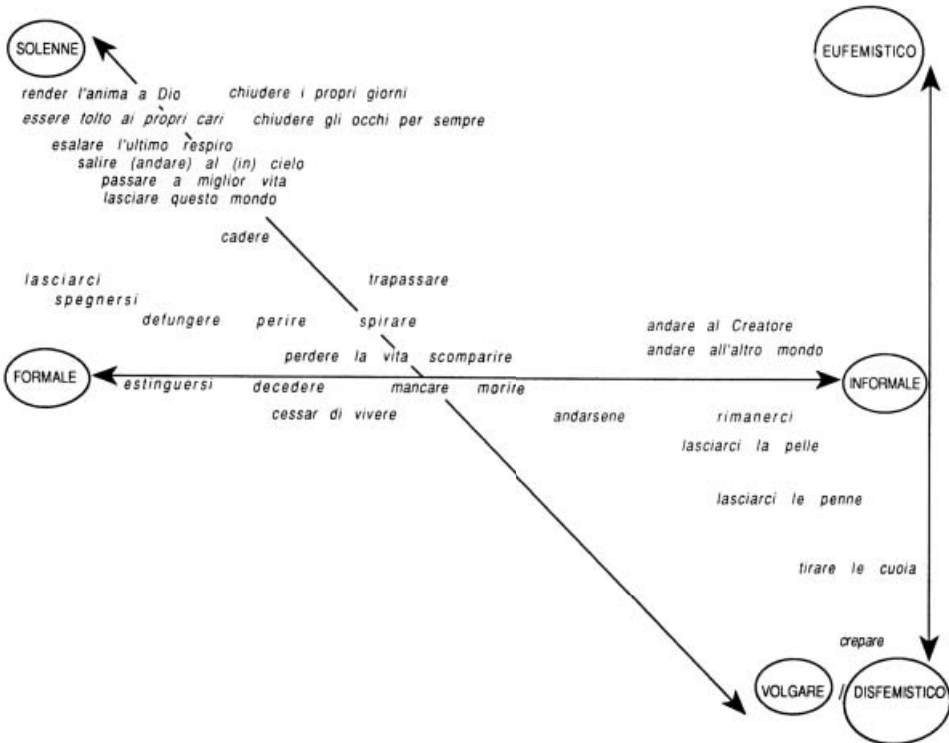 SOLENNE
EUFEMISTICO
render l'anima a Dio chiudere i propri giorni
essere tolto ai propri cari chiudere gli occhi per sempre
esalare l'ultimo respiro
salire (andare) al (in) cielo
passare a miglior vita
lasciare questo mondo
cadere
lasciarci trapassare
spegnersi
defungere perire spirare
andare al Creatore
perdere la vita scomparire andare all'altro mondo
FORMALE INFORMALE
estinguersi decedere mancare morire
cessar di vivere andarsene rimanerci
lasciarci la pelle
lasciarci le penne
tirare le cuoia
crepare
VOLGARE / DISFEMISTICO